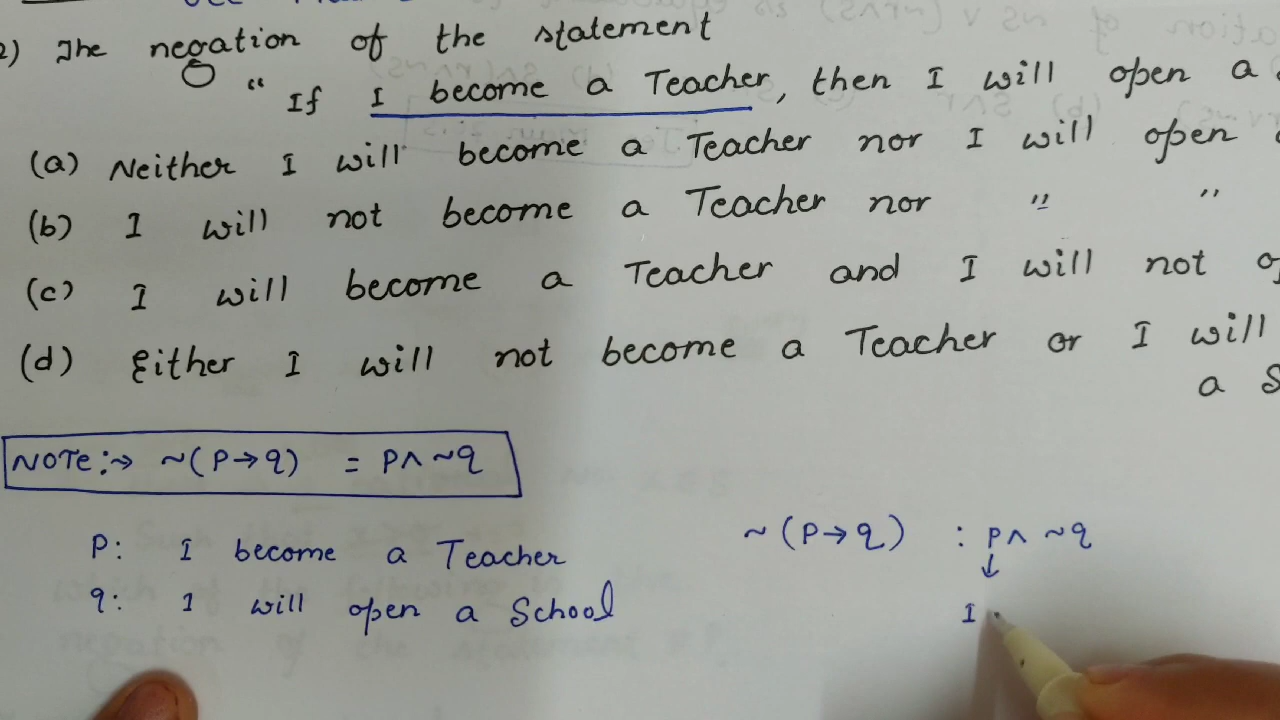 2) The negation of the statement
" If I become a Teacher, then I will open a
(a) Neither I will become a Teacher nor I will open
(b) I will not become a Teacher nor " "
(c) I will become a Teacher and I will not
(d) Either I will not become a Teacher or I will
a S
NOTE:→ ~(P→q) = P∧ ~q
P: I become a Teacher
q: I will open a School
~(P→q) : P∧ ~q
↓
I